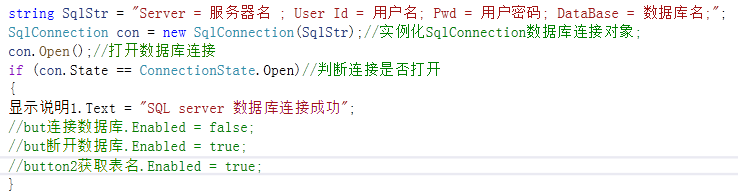 string SqlStr = "Server = 服务器名 ; User Id = 用户名; Pwd = 用户密码; DataBase = 数据库名;";
SqlConnection con = new SqlConnection(SqlStr);//实例化SqlConnection数据库连接对象;
con.Open();//打开数据库连接
if (con.State == ConnectionState.Open)//判断连接是否打开
{
显示说明1.Text = "SQL server 数据库连接成功";
//but连接数据库.Enabled = false;
//but断开数据库.Enabled = true;
//button2获取表名.Enabled = true;
}